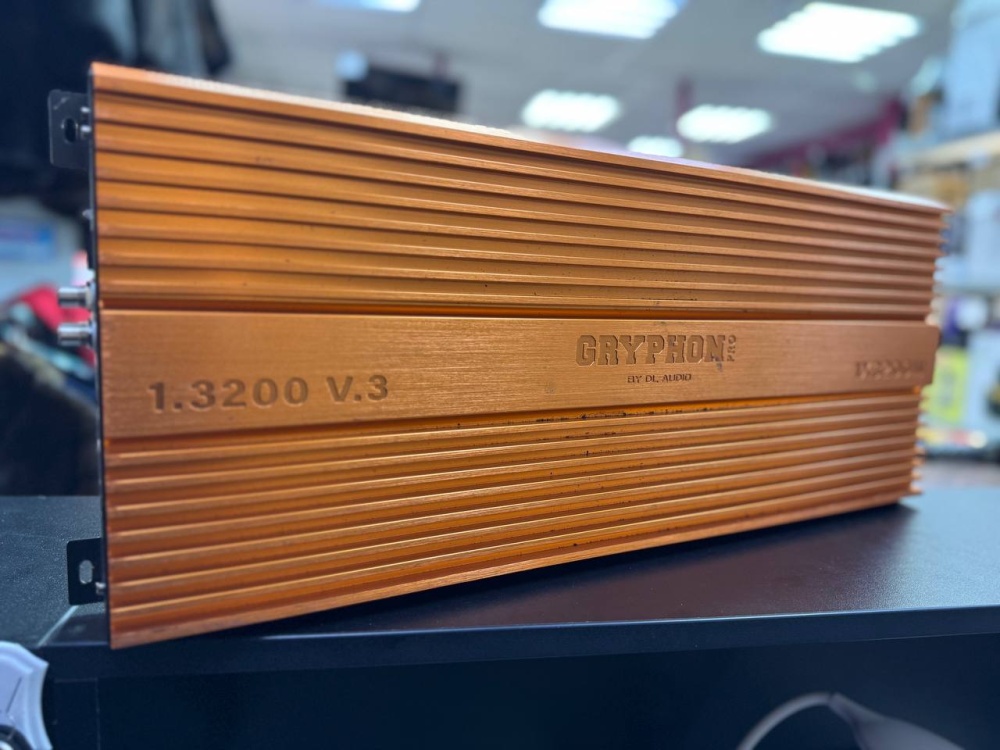 1.3200 V.3
GRYPHON PRO
BY DL AUDIO